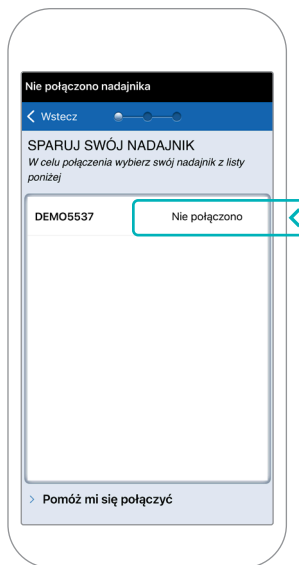 Nie połączono nadajnika
Wstecz
SPARUJ SWÓJ NADAJNIK
W celu połączenia wybierz swój nadajnik z listy
poniżej
DEMO5537 Nie połączono
Pomóż mi się połączyć